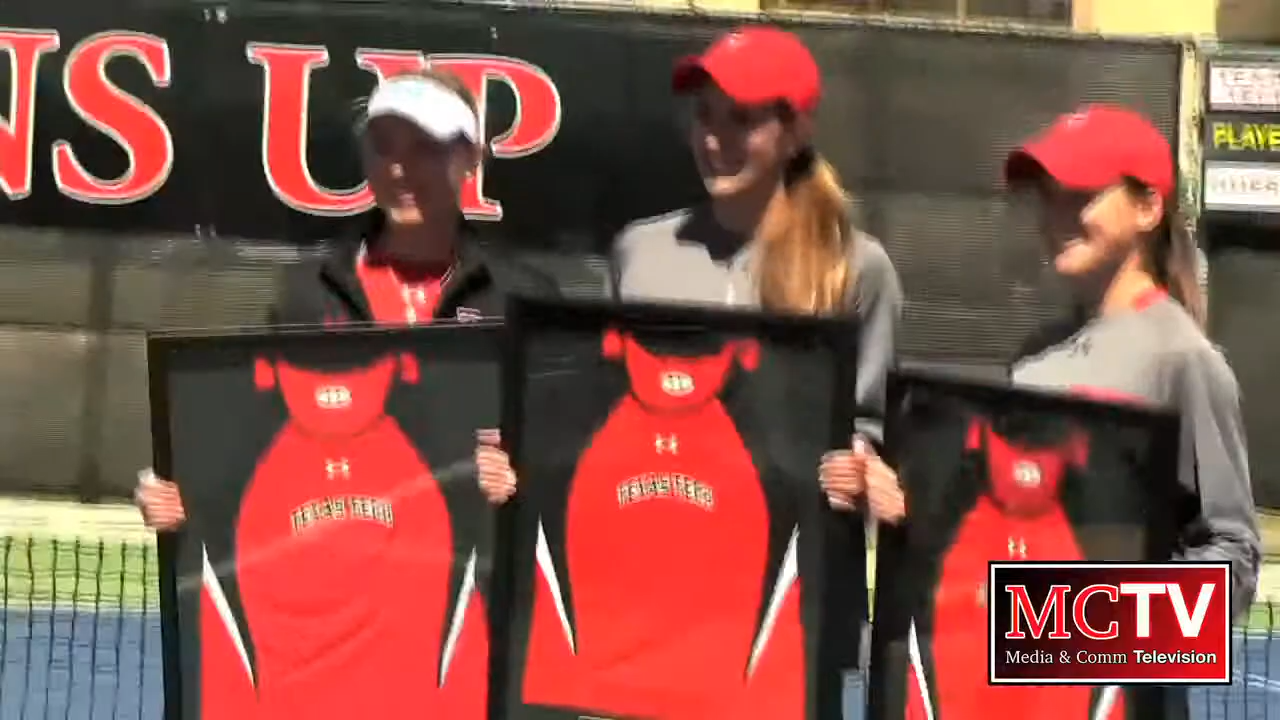 NS UP
PLAYE
TEXAS TECH
TEXAS TECH
MCTV
Media & Comm Television